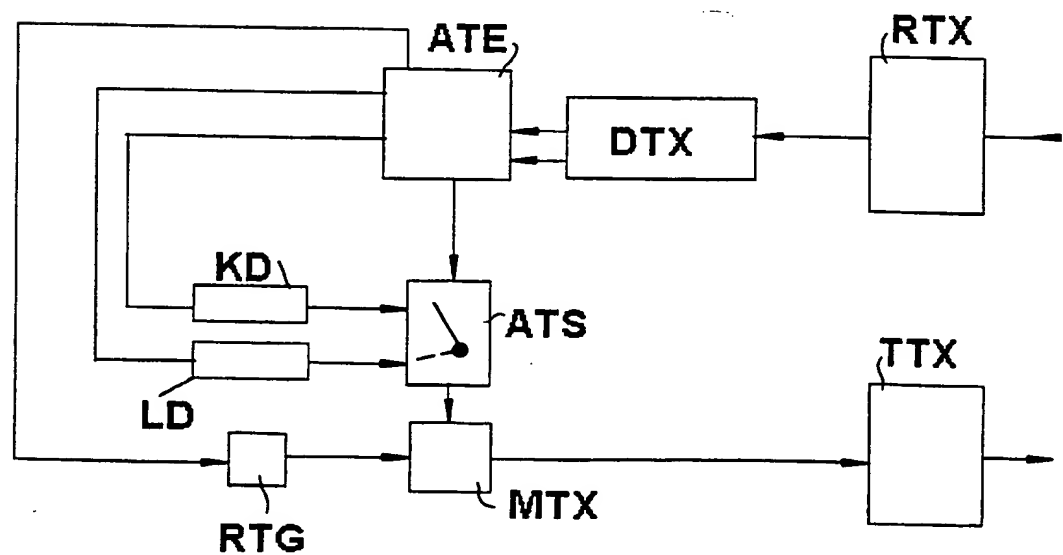 ATE
RTX
DTX
KD
ATS
TTX
LD
MTX
RTG